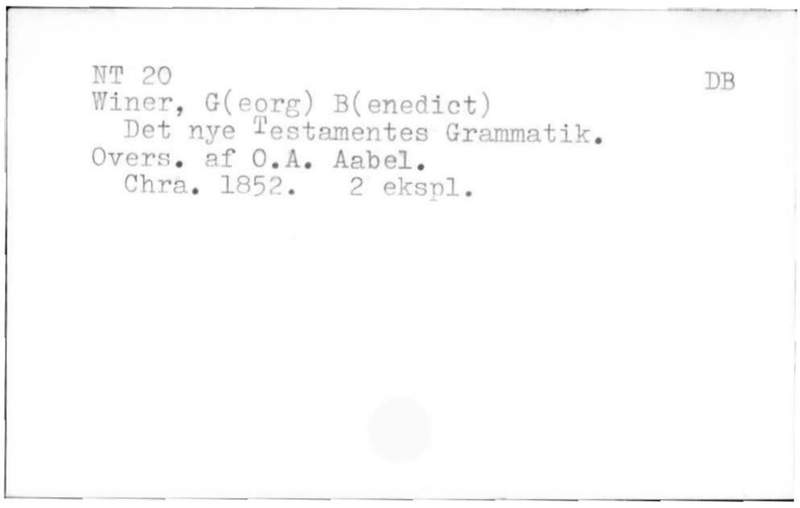 NT 20 DB
Winer, G(eorg) B(enedict)
Det nye Testamentes Grammatik.
Overs. af O.A. Aabel.
Chra. 1852. 2 ekspl.